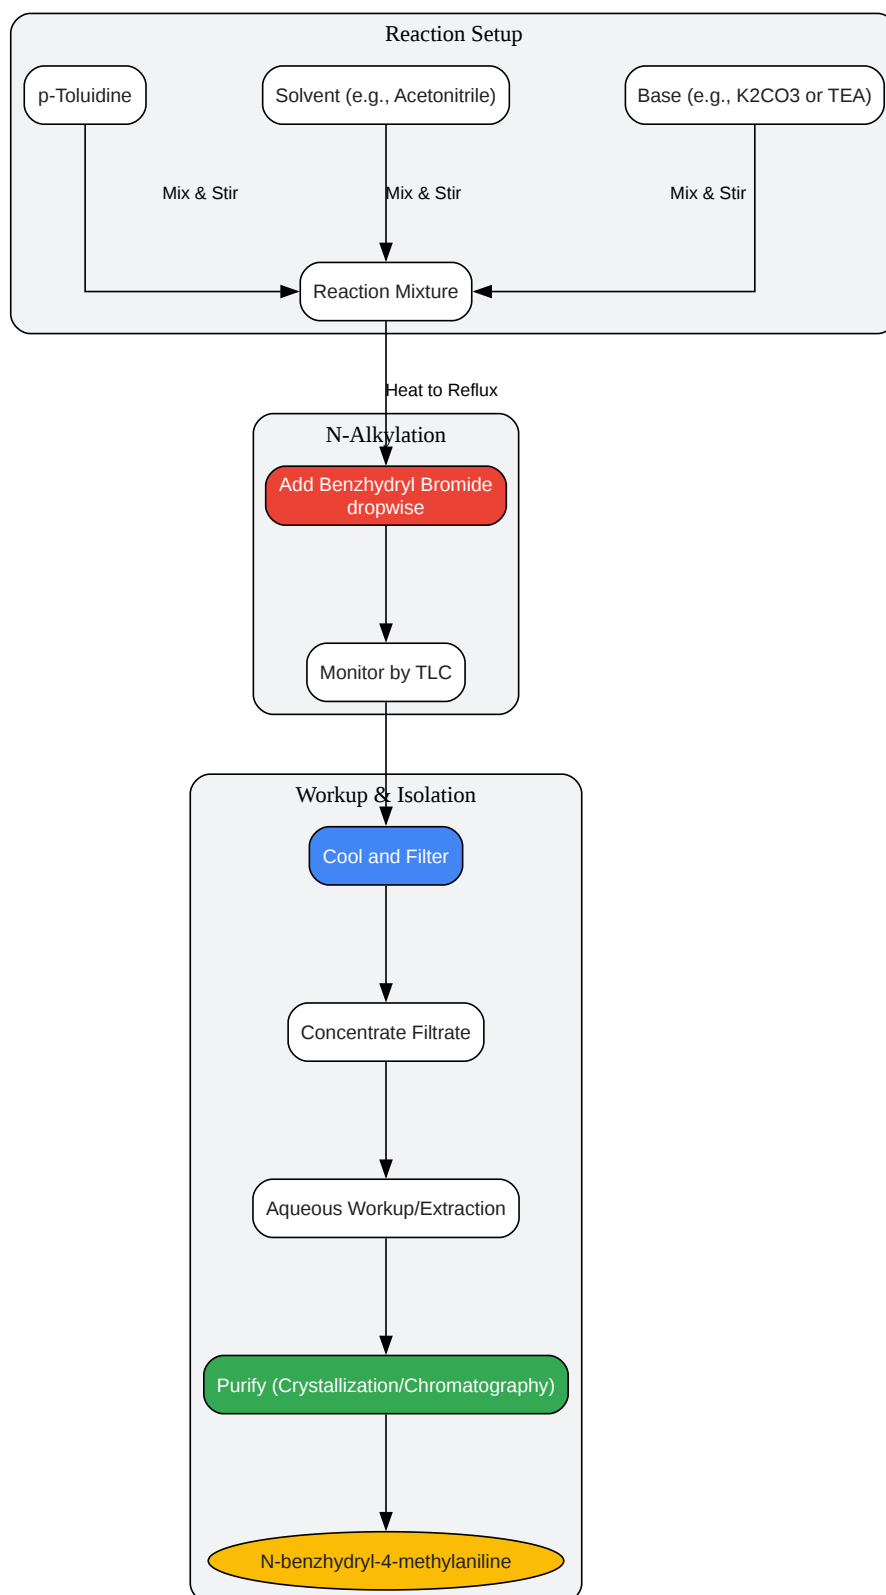 Reaction Setup
p-Toluidine
Solvent (e.g., Acetonitrile)
Base (e.g., K2CO3 or TEA)
Mix & Stir
Mix & Stir
Mix & Stir
Reaction Mixture
Heat to Reflux
N-Alkylation
Add Benzhydryl Bromide
dropwise
Monitor by TLC
Workup & Isolation
Cool and Filter
Concentrate Filtrate
Aqueous Workup/Extraction
Purify (Crystallization/Chromatography)
N-benzhydryl-4-methylaniline